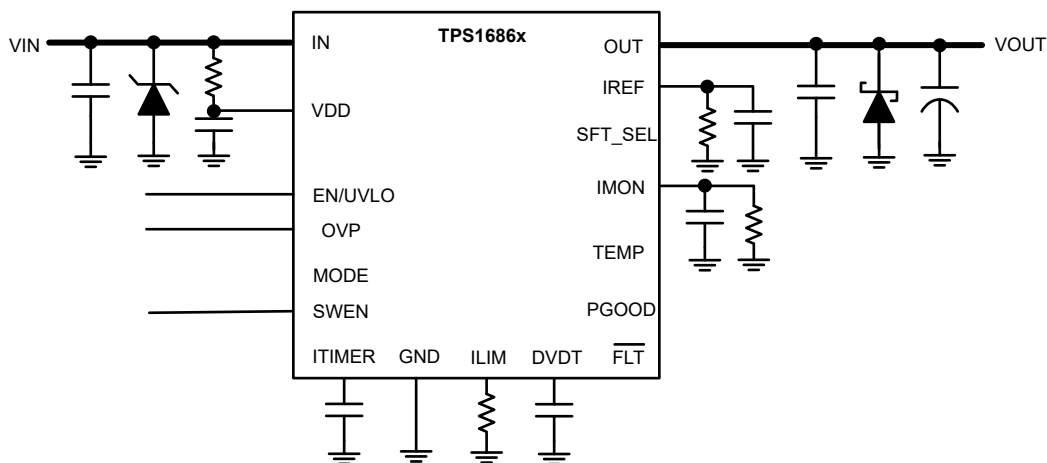 TPS1686x
VIN
IN
OUT
VOUT
IREF
VDD
SFT_SEL
EN/UVLO
IMON
OVP
TEMP
MODE
SWEN
PGOOD
ITIMER GND ILIM DVDT FLT